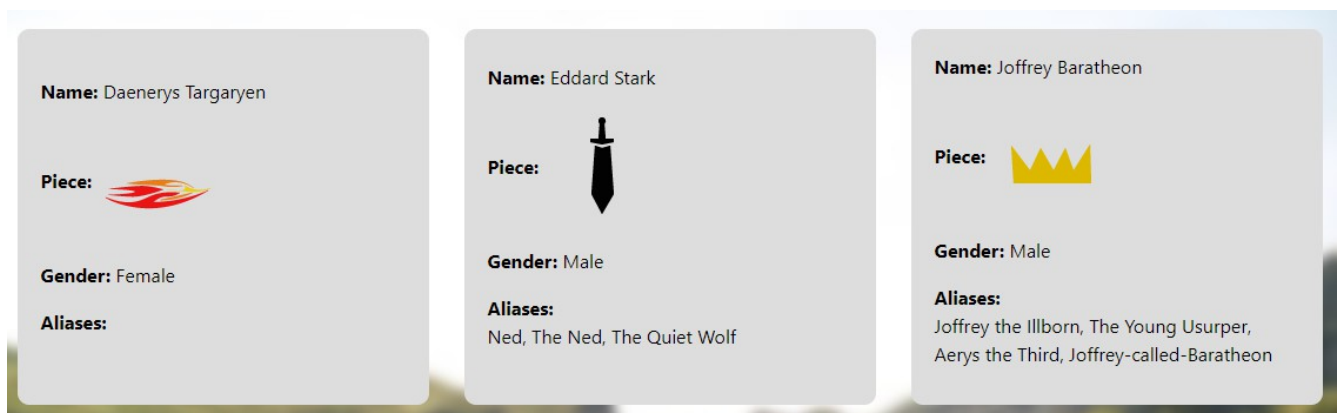 Name: Daenerys Targaryen
Piece:
Gender: Female
Aliases:
Name: Eddard Stark
Piece:
Gender: Male
Aliases:
Ned, The Ned, The Quiet Wolf
Name: Joffrey Baratheon
Piece:
Gender: Male
Aliases:
Joffrey the Illborn, The Young Usurper,
Aerys the Third, Joffrey-called-Baratheon